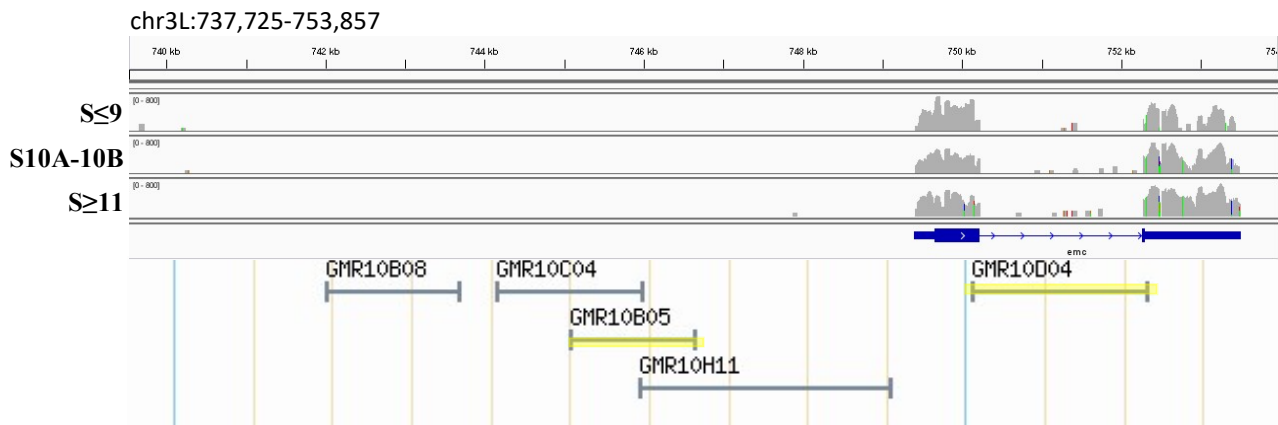 chr3L:737,725-753,857
740 kb 742 kb 744 kb 746 kb 748 kb 750 kb 752 kb 75
S≤9 [0 - 800]
S10A-10B [0 - 800]
S≥11 [0 - 800]
emc
GMR10B08 GMR10C04 GMR10D04
GMR10B05
GMR10H11